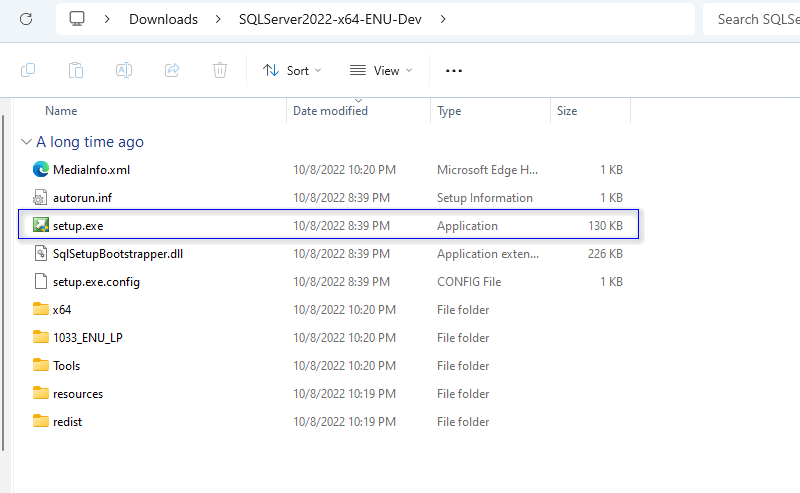 Downloads > SQLServer2022-x64-ENU-Dev > Search SQLSe
Sort View ...
Name Date modified Type Size
A long time ago
MediaInfo.xml 10/8/2022 10:20 PM Microsoft Edge H... 1 KB
autorun.inf 10/8/2022 8:39 PM Setup Information 1 KB
setup.exe 10/8/2022 8:39 PM Application 130 KB
SqlSetupBootstrapper.dll 10/8/2022 8:39 PM Application exten... 226 KB
setup.exe.config 10/8/2022 8:39 PM CONFIG File 1 KB
x64 10/8/2022 10:20 PM File folder
1033_ENU_LP 10/8/2022 10:20 PM File folder
Tools 10/8/2022 10:20 PM File folder
resources 10/8/2022 10:19 PM File folder
redist 10/8/2022 10:19 PM File folder